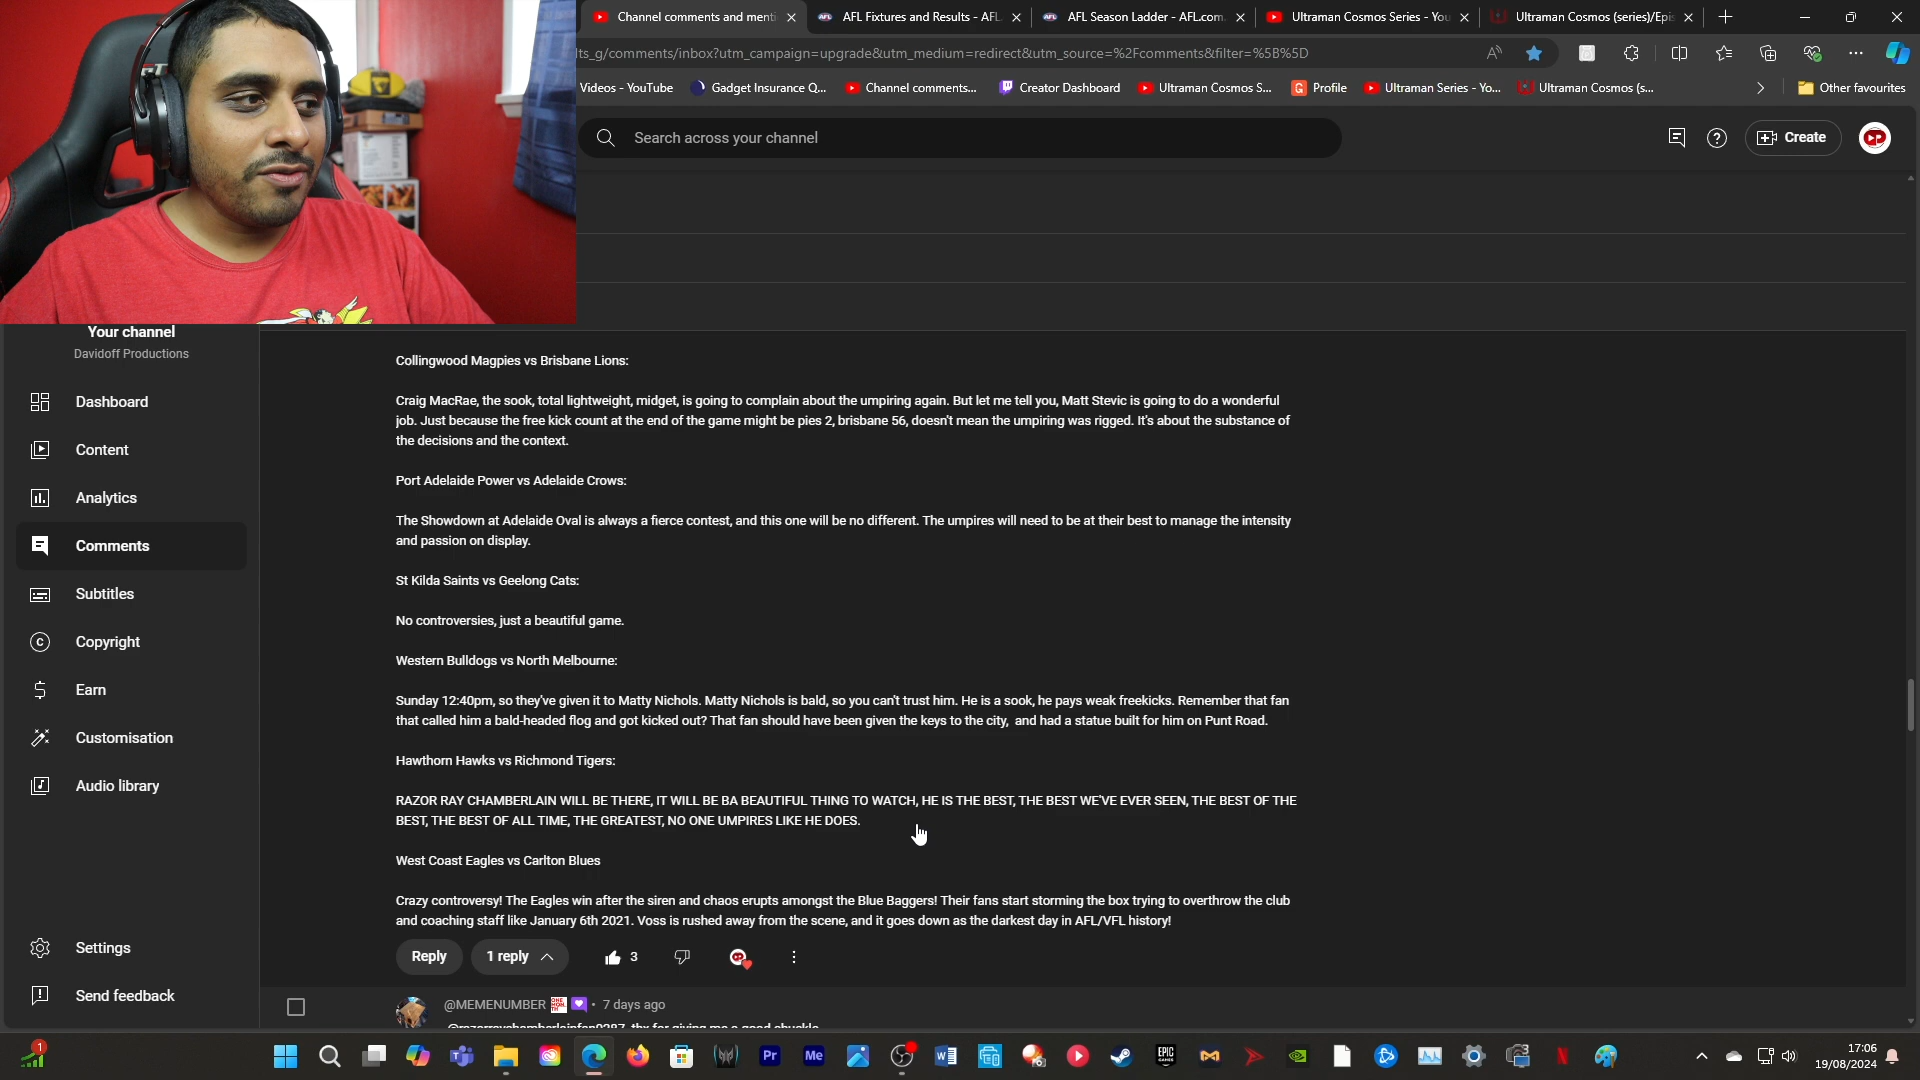 Channel comments and menti
AFL Fixtures and Results - AFL.
AFL Season Ladder - AFL.com.
Ultraman Cosmos Series - You
Ultraman Cosmos (series)/Epis
lts_g/comments/inbox?utm_campaign=upgrade&utm_medium=redirect&utm_source=%2Fcomments&filter=%5B%5D
Videos - YouTube
Gadget Insurance Q...
Channel comments...
Creator Dashboard
Ultraman Cosmos S...
Profile
Ultraman Series - Yo...
Ultraman Cosmos (s...
Other favourites
Search across your channel
Create
Your channel
Davidoff Productions
Dashboard
Content
Analytics
Comments
Subtitles
Copyright
Earn
Customisation
Audio library
Settings
Send feedback
Collingwood Magpies vs Brisbane Lions:
Craig MacRae, the sook, total lightweight, midget, is going to complain about the umpiring again. But let me tell you, Matt Stevic is going to do a wonderful
job. Just because the free kick count at the end of the game might be pies 2, brisbane 56, doesn't mean the umpiring was rigged. It's about the substance of
the decisions and the context.
Port Adelaide Power vs Adelaide Crows:
The Showdown at Adelaide Oval is always a fierce contest, and this one will be no different. The umpires will need to be at their best to manage the intensity
and passion on display.
St Kilda Saints vs Geelong Cats:
No controversies, just a beautiful game.
Western Bulldogs vs North Melbourne:
Sunday 12:40pm, so they've given it to Matty Nichols. Matty Nichols is bald, so you can't trust him. He is a sook, he pays weak freekicks. Remember that fan
that called him a bald-headed flog and got kicked out? That fan should have been given the keys to the city, and had a statue built for him on Punt Road.
Hawthorn Hawks vs Richmond Tigers:
RAZOR RAY CHAMBERLAIN WILL BE THERE, IT WILL BE BA BEAUTIFUL THING TO WATCH, HE IS THE BEST, THE BEST WE'VE EVER SEEN, THE BEST OF THE
BEST, THE BEST OF ALL TIME, THE GREATEST, NO ONE UMPIRES LIKE HE DOES.
West Coast Eagles vs Carlton Blues
Crazy controversy! The Eagles win after the siren and chaos erupts amongst the Blue Baggers! Their fans start storming the box trying to overthrow the club
and coaching staff like January 6th 2021. Voss is rushed away from the scene, and it goes down as the darkest day in AFL/VFL history!
Reply
1 reply
3
@MEMENUMBER • 7 days ago
1
Pr
Me
EPIC
17:06
19/08/2024